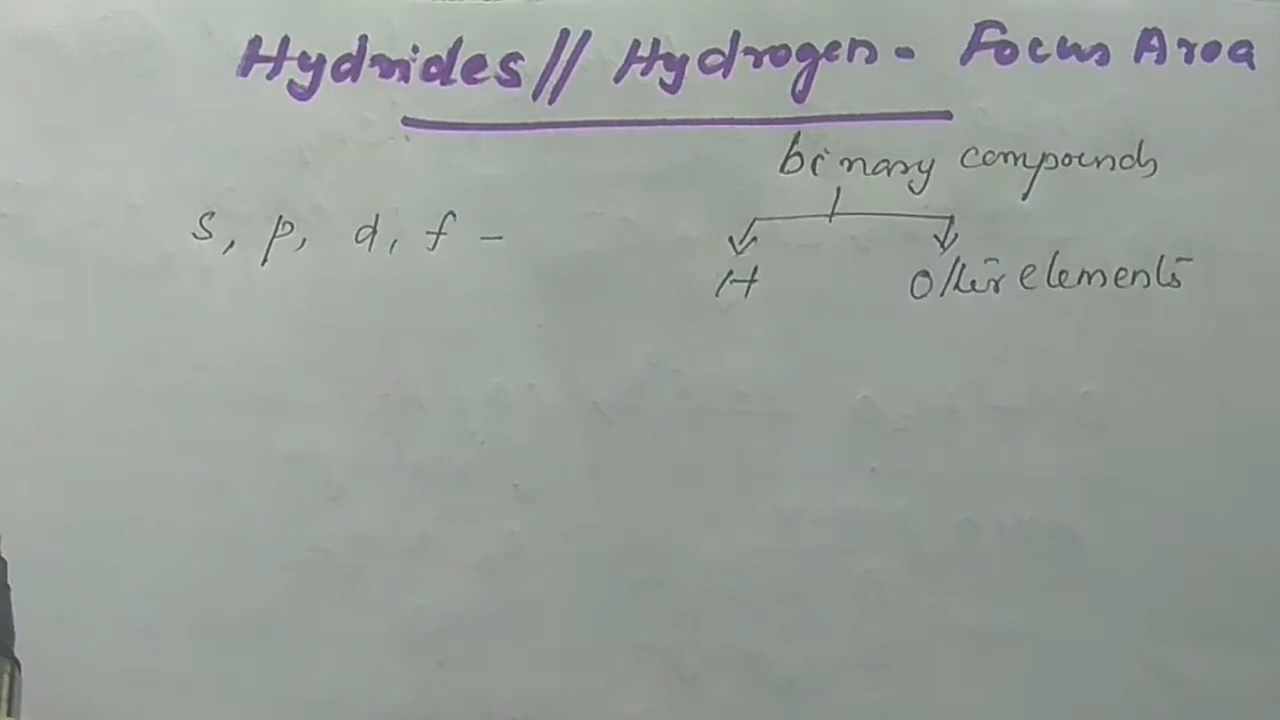 Hydrides // Hydrogen - Focus Area
binary compounds
s, p, d, f -
H Other elements